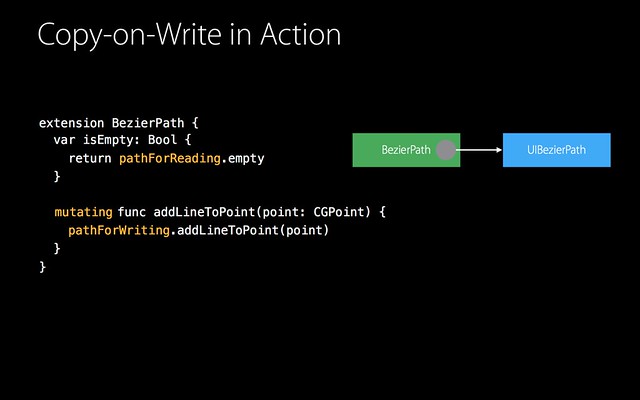 Copy-on-Write in Action
extension BezierPath {
var isEmpty: Bool {
return pathForReading.empty
}
mutating func addLineToPoint(point: CGPoint) {
pathForWriting.addLineToPoint(point)
}
}
BezierPath
UIBezierPath